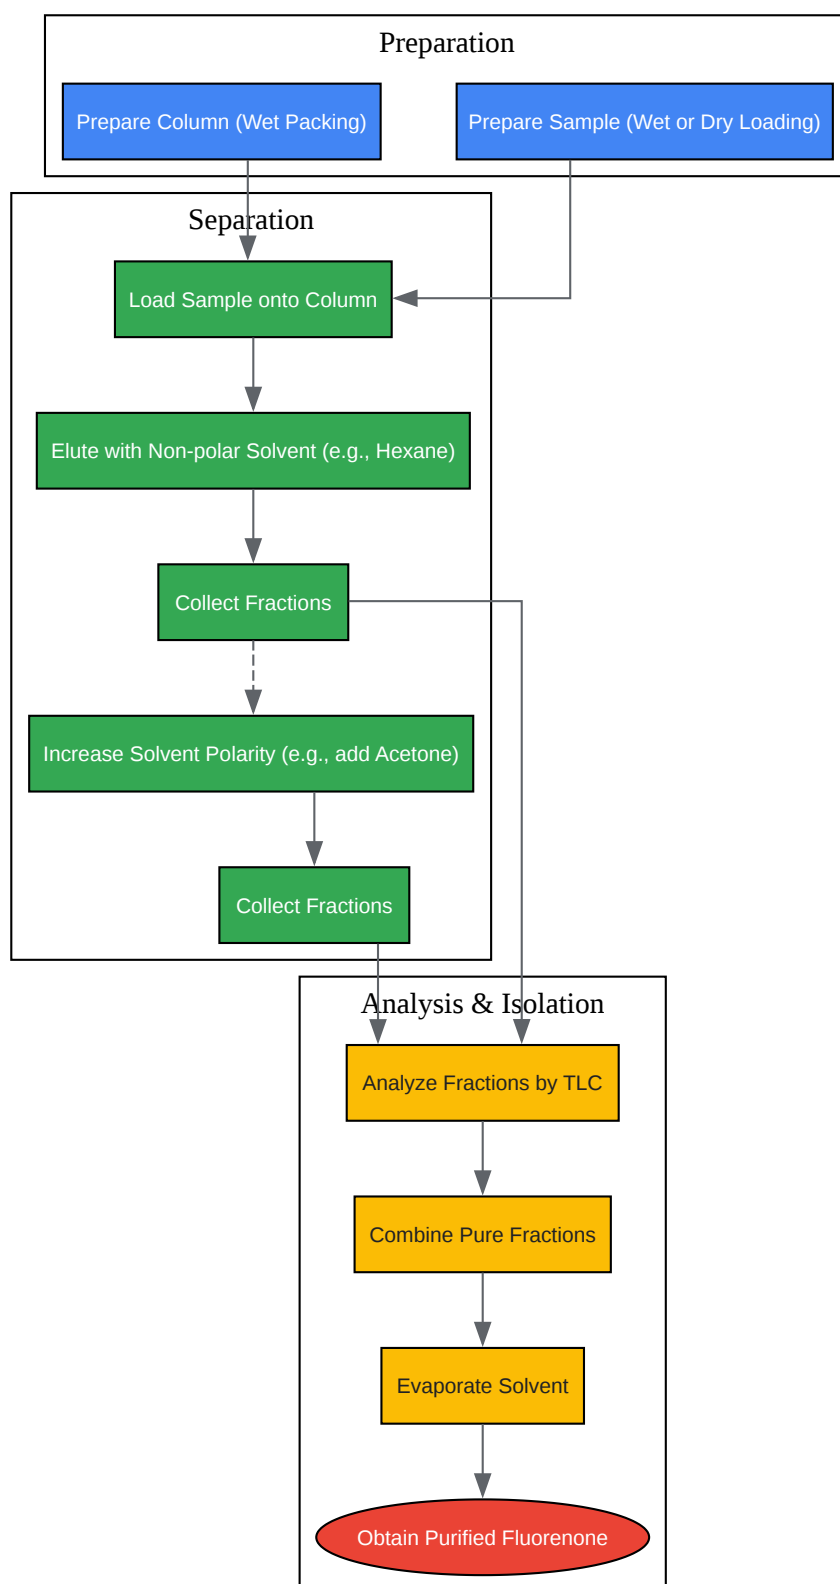 Preparation
Prepare Column (Wet Packing)
Prepare Sample (Wet or Dry Loading)
Separation
Load Sample onto Column
Elute with Non-polar Solvent (e.g., Hexane)
Collect Fractions
Increase Solvent Polarity (e.g., add Acetone)
Collect Fractions
Analysis & Isolation
Analyze Fractions by TLC
Combine Pure Fractions
Evaporate Solvent
Obtain Purified Fluorenone